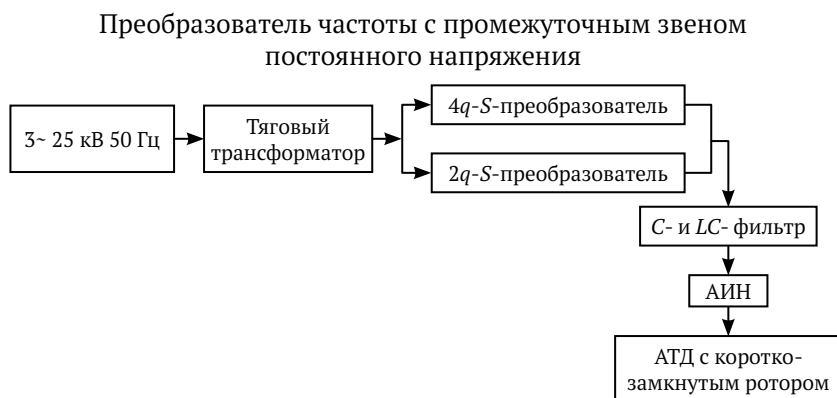 Преобразователь частоты с промежуточным звеном
постоянного напряжения
3~ 25 кВ 50 Гц
Тяговый
трансформатор
4q-S-преобразователь
2q-S-преобразователь
C- и LC- фильтр
АИН
АТД с коротко-
замкнутым ротором